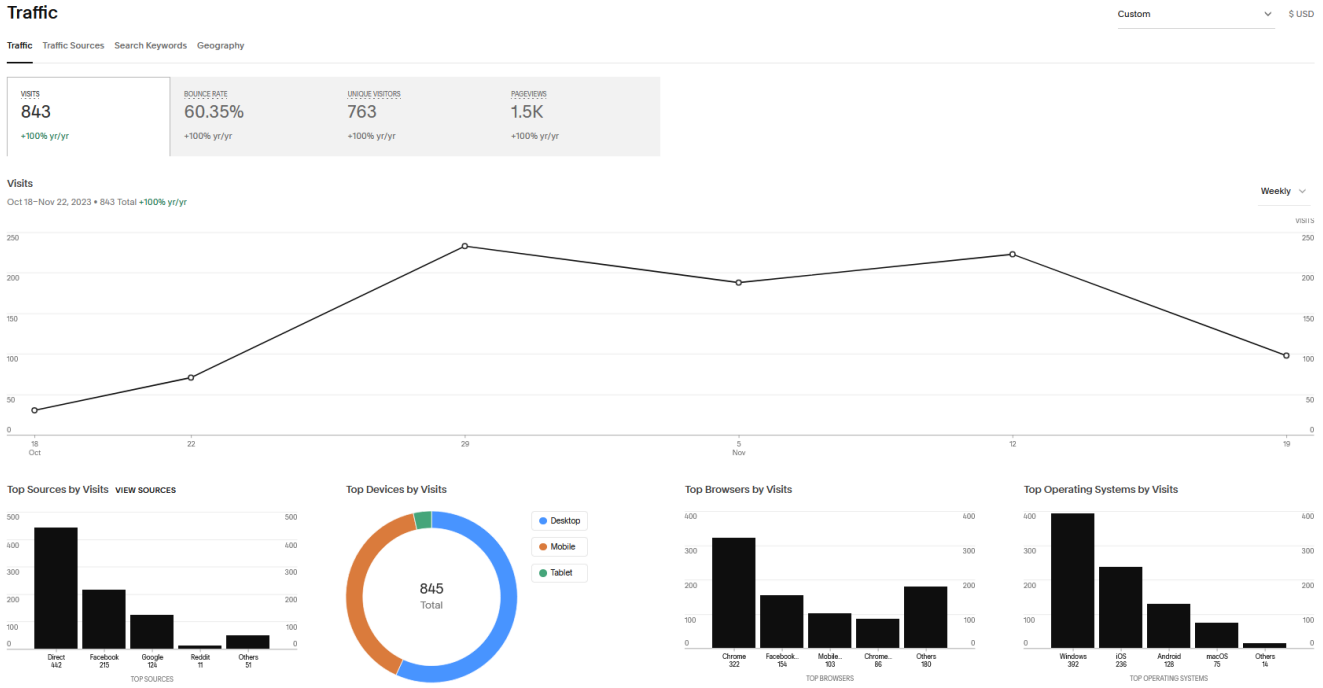 Traffic
Custom
$ USD
Traffic Traffic Sources Search Keywords Geography
VISITS BOUNCE RATE UNIQUE VISITORS PAGEVIEWS
843 60.35% 763 1.5K
+100% yr/yr +100% yr/yr +100% yr/yr +100% yr/yr
Visits
Oct 18–Nov 22, 2023 • 843 Total +100% yr/yr
Weekly
VISITS
250 250
200 200
150 150
100 100
50 50
0 0
18 22 29 5 12 19
Oct Nov
Top Sources by Visits VIEW SOURCES
500 500
400 400
300 300
200 200
100 100
0 0
Direct Facebook Google Reddit Others
442 215 124 11 51
TOP SOURCES
Top Devices by Visits
845
Total
Desktop
Mobile
Tablet
Top Browsers by Visits
400 400
300 300
200 200
100 100
0 0
Chrome Facebook... Mobile... Chrome... Others
322 154 103 86 180
TOP BROWSERS
Top Operating Systems by Visits
400 400
300 300
200 200
100 100
0 0
Windows iOS Android macOS Others
392 236 128 75 14
TOP OPERATING SYSTEMS